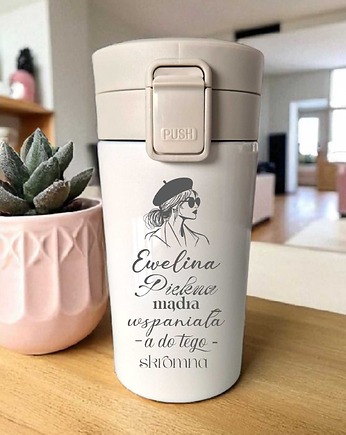 PUSH
Ewelina
Piękna
mądra
wspaniała
- a do tego -
skromna